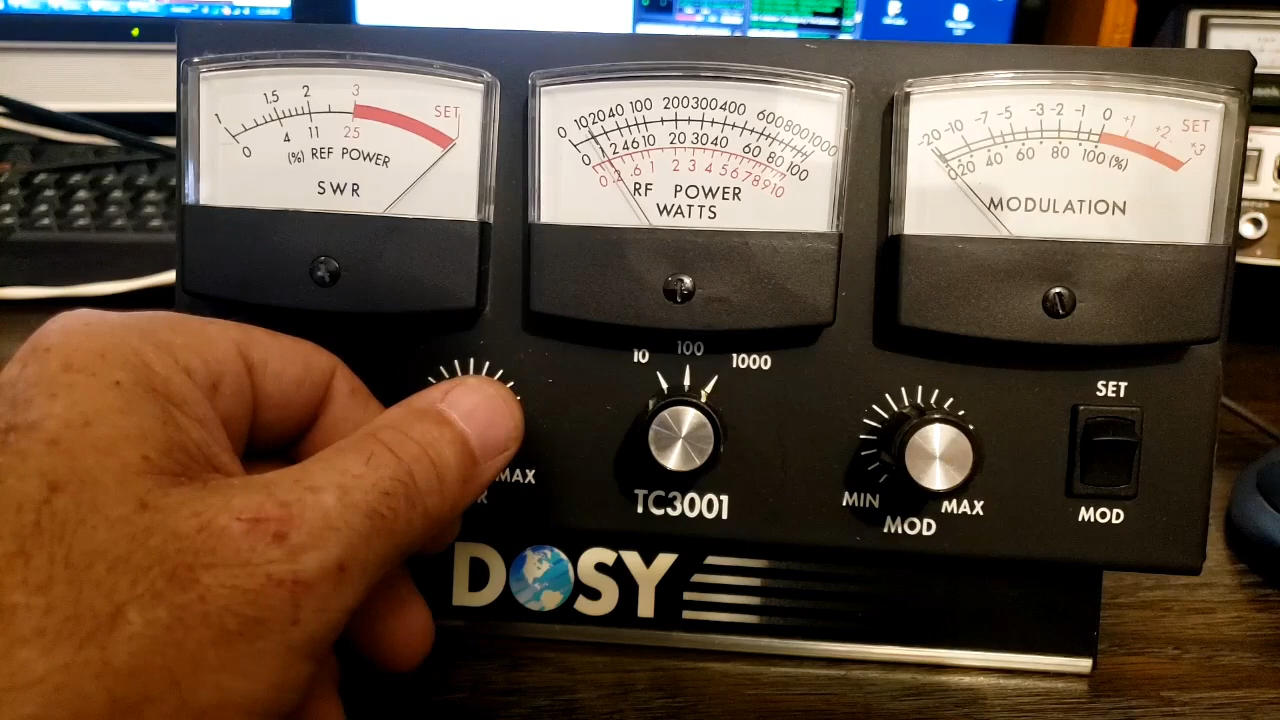 1 1.5 2 3 SET
0 4 11 25
(%) REF POWER
SWR
0 10 20 40 100 200 300 400 600 800 1000
0 2 4 6 10 20 30 40 60 80 100
0 .2 .6 1 2 3 4 5 6 7 8 9 10
RF POWER
WATTS
-20 -10 -7 -5 -3 -2 -1 0 +1 +2 +3 SET
0 20 40 60 80 100 (%)
MODULATION
10 100 1000
MAX
R
TC3001
MIN MAX
MOD
SET
MOD
DOSY